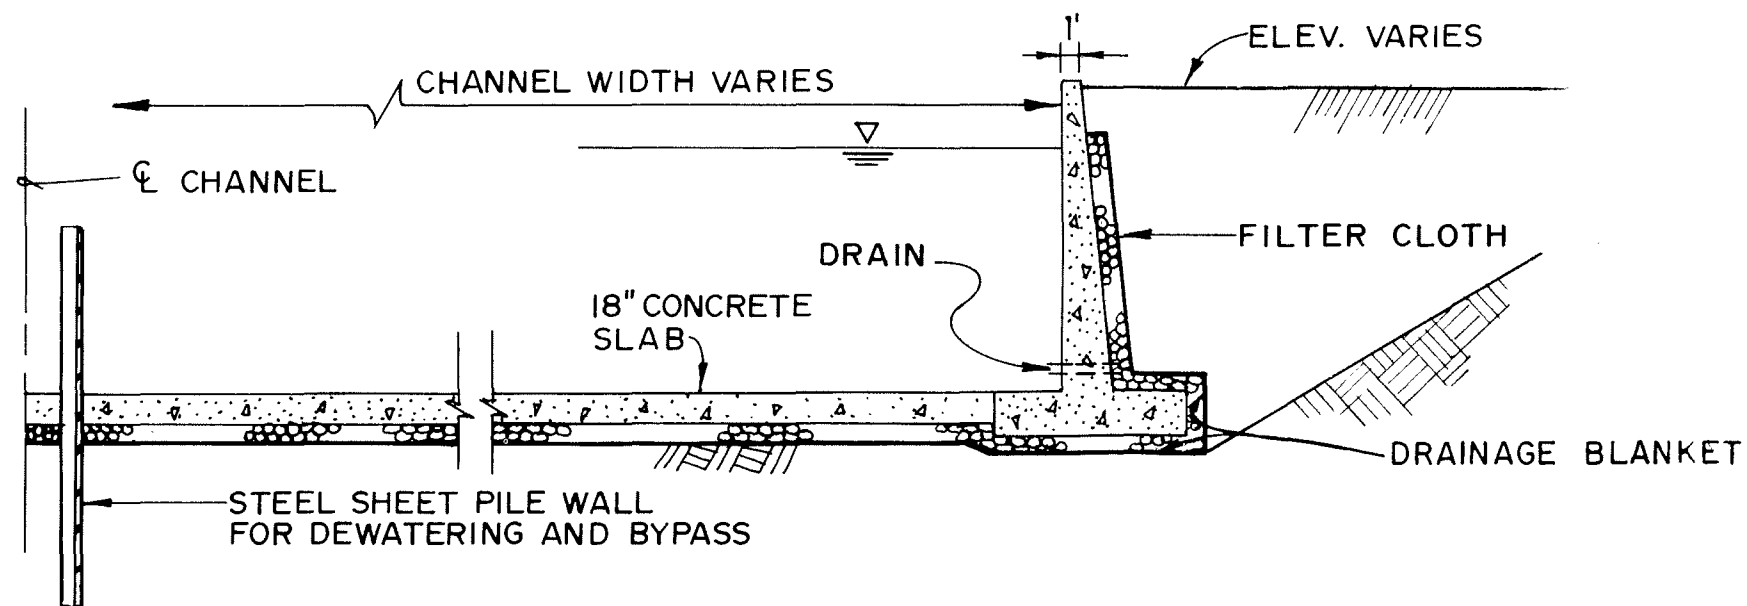 1'
ELEV. VARIES
CHANNEL WIDTH VARIES
℄ CHANNEL
FILTER CLOTH
DRAIN
18" CONCRETE
SLAB
DRAINAGE BLANKET
STEEL SHEET PILE WALL
FOR DEWATERING AND BYPASS